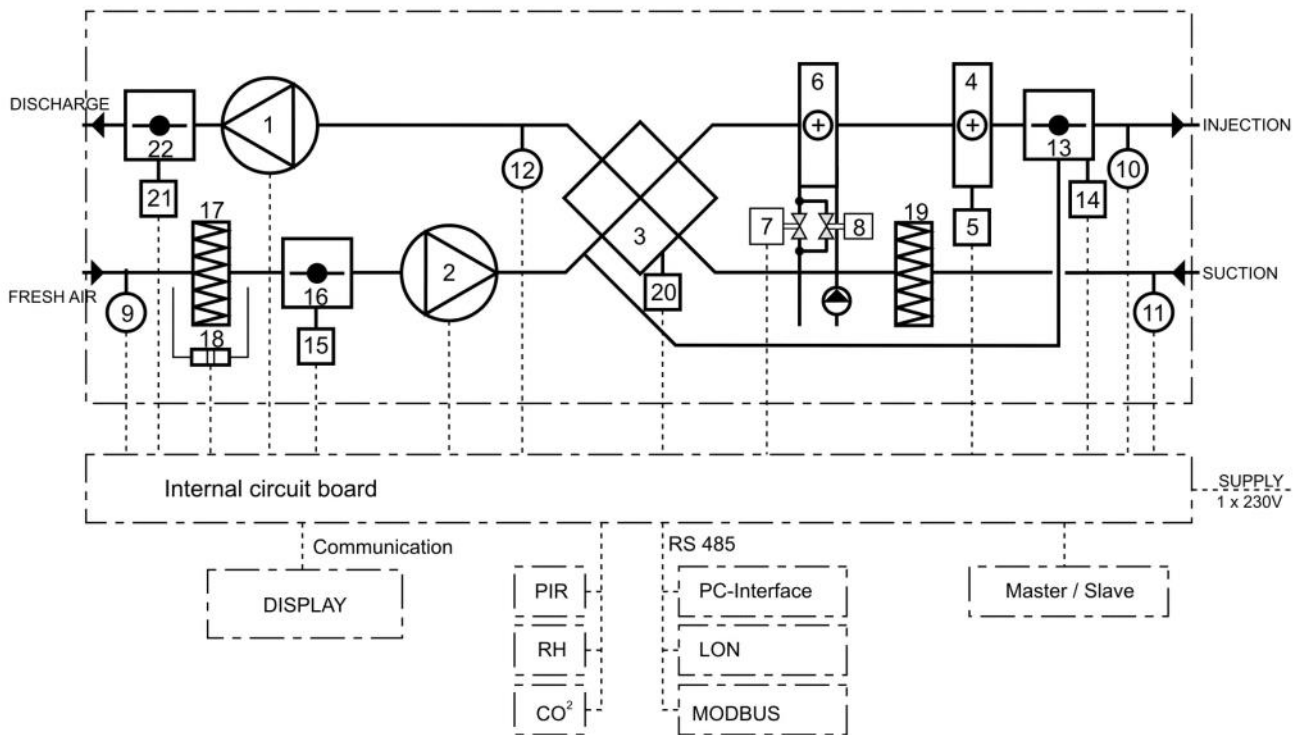 DISCHARGE
INJECTION
FRESH AIR
SUCTION
1
2
3
4
5
6
7
8
9
10
11
12
13
14
15
16
17
18
19
20
21
22
Internal circuit board
SUPPLY
1 x 230V
Communication
RS 485
DISPLAY
PIR
PC-Interface
Master / Slave
RH
LON
CO²
MODBUS